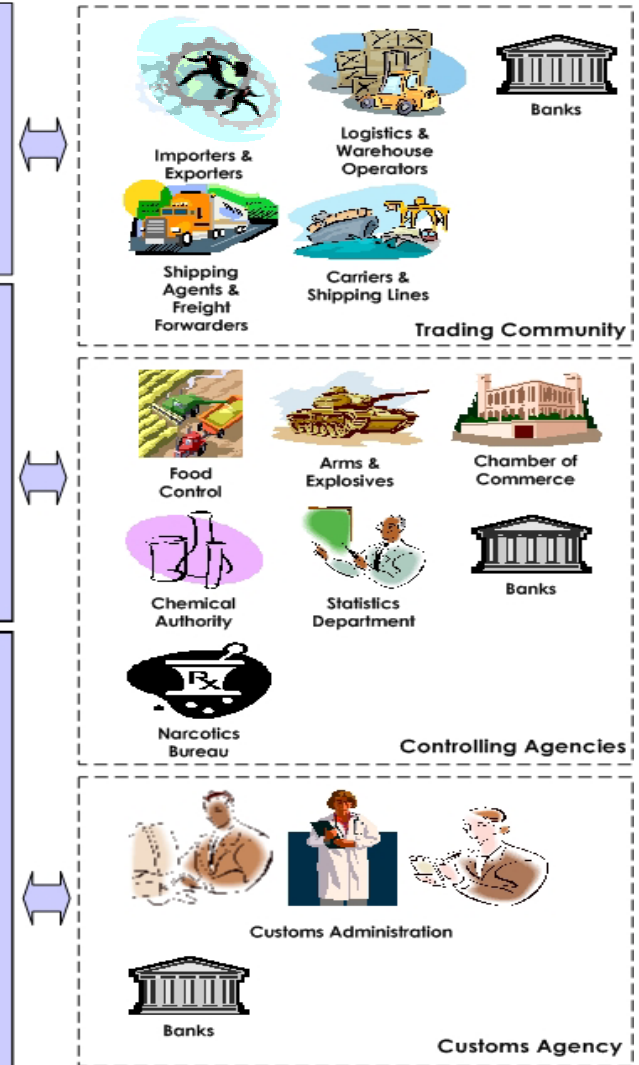 Banks
Logistics &
Warehouse
Operators
Importers &
Exporters
Shipping
Agents &
Freight
Forwarders
Carriers &
Shipping Lines
Trading Community
Food
Control
Arms &
Explosives
Chamber of
Commerce
Chemical
Authority
Statistics
Department
Banks
Rx
Narcotics
Bureau
Controlling Agencies
Customs Administration
Banks
Customs Agency